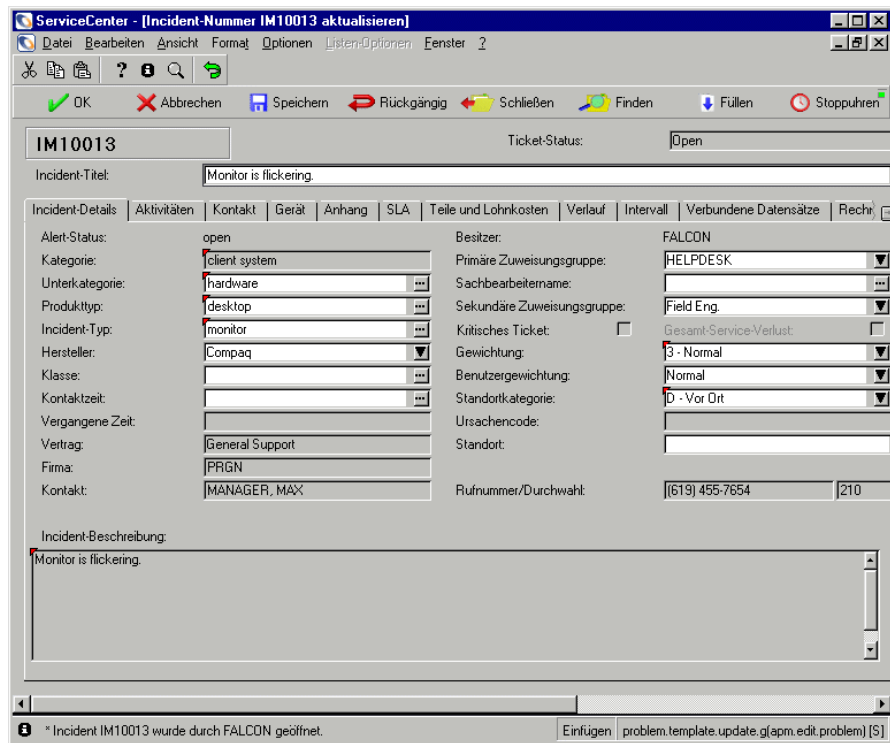 ServiceCenter - [Incident-Nummer IM10013 aktualisieren]
Datei Bearbeiten Ansicht Format Optionen Listen-Optionen Fenster ?
OK Abbrechen Speichern Rückgängig Schließen Finden Füllen Stoppuhren
IM10013 Ticket-Status: Open
Incident-Titel: Monitor is flickering.
Incident-Details Aktivitäten Kontakt Gerät Anhang SLA Teile und Lohnkosten Verlauf Intervall Verbundene Datensätze Rechn
Alert-Status: open Besitzer: FALCON
Kategorie: client system Primäre Zuweisungsgruppe: HELPDESK
Unterkategorie: hardware Sachbearbeitername:
Produkttyp: desktop Sekundäre Zuweisungsgruppe: Field Eng.
Incident-Typ: monitor Kritisches Ticket: Gesamt-Service-Verlust:
Hersteller: Compaq Gewichtung: 3 - Normal
Klasse: Benutzergewichtung: Normal
Kontaktzeit: Standortkategorie: D - Vor Ort
Vergangene Zeit: Ursachencode:
Vertrag: General Support Standort:
Firma: PRGN
Kontakt: MANAGER, MAX Rufnummer/Durchwahl: (619) 455-7654 210
Incident-Beschreibung:
Monitor is flickering.
* Incident IM10013 wurde durch FALCON geöffnet. Einfügen problem.template.update.g(apm.edit.problem) [S]